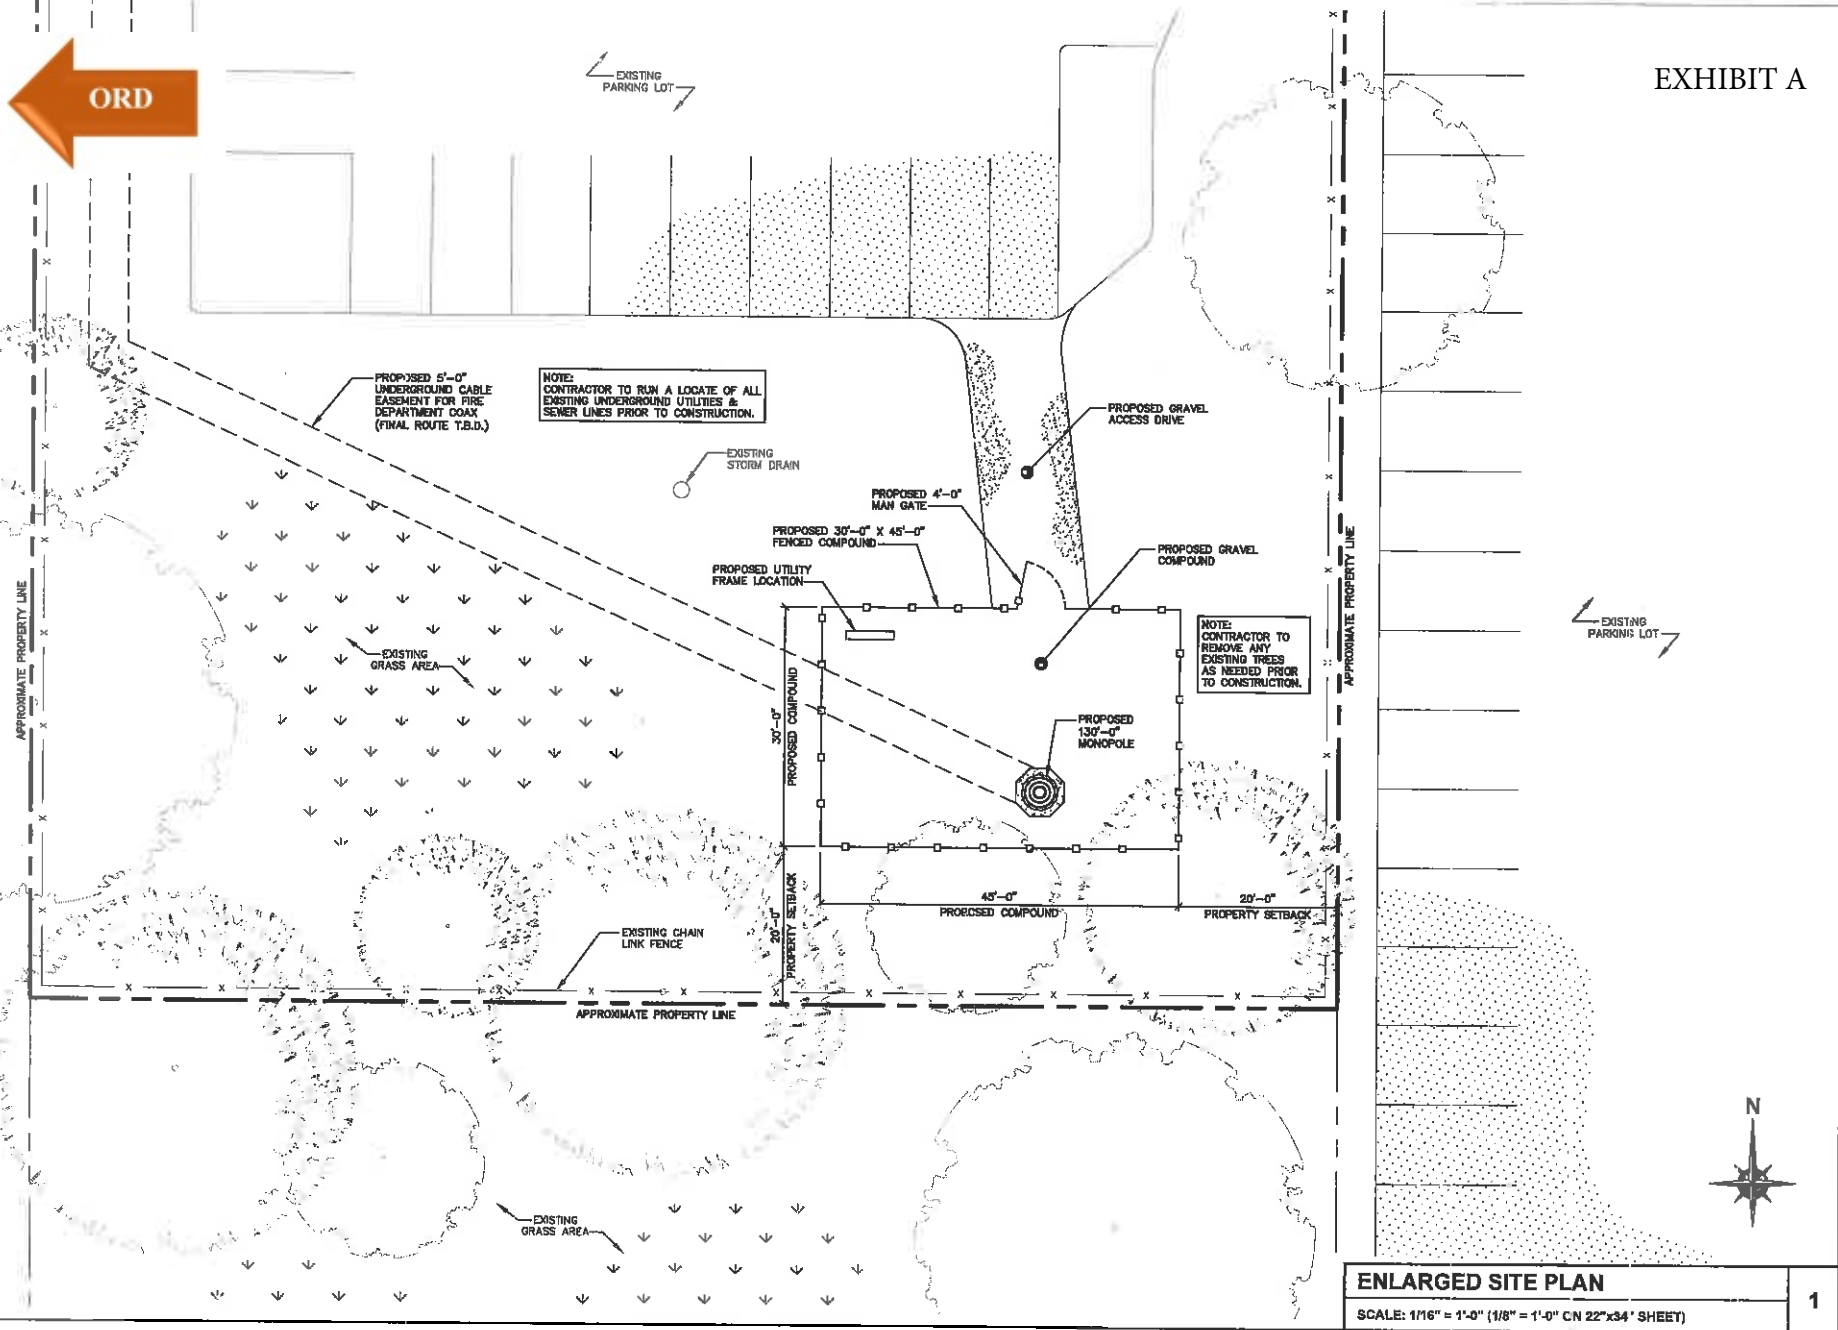 ORD
EXHIBIT A
EXISTING
PARKING LOT
PROPOSED 5'-0"
UNDERGROUND CABLE
EASEMENT FOR FIRE
DEPARTMENT COAX
(FINAL ROUTE T.B.D.)
NOTE:
CONTRACTOR TO RUN A LOCATE OF ALL
EXISTING UNDERGROUND UTILITIES &
SEWER LINES PRIOR TO CONSTRUCTION.
PROPOSED GRAVEL
ACCESS DRIVE
EXISTING
STORM DRAIN
PROPOSED 4'-0"
MAN GATE
PROPOSED 30'-0" X 45'-0"
FENCED COMPOUND
PROPOSED GRAVEL
COMPOUND
PROPOSED UTILITY
FRAME LOCATION
APPROXIMATE PROPERTY LINE
APPROXIMATE PROPERTY LINE
NOTE:
CONTRACTOR TO
REMOVE ANY
EXISTING TREES
AS NEEDED PRIOR
TO CONSTRUCTION.
EXISTING
PARKING LOT
EXISTING
GRASS AREA
30'-0"
PROPOSED COMPOUND
PROPOSED
130'-0"
MONOPOLE
45'-0"
PROPOSED COMPOUND
20'-0"
PROPERTY SETBACK
20'-0"
PROPERTY SETBACK
EXISTING CHAIN
LINK FENCE
APPROXIMATE PROPERTY LINE
N
EXISTING
GRASS AREA
ENLARGED SITE PLAN
SCALE: 1/16" = 1'-0" (1/8" = 1'-0" ON 22"x34" SHEET)
1